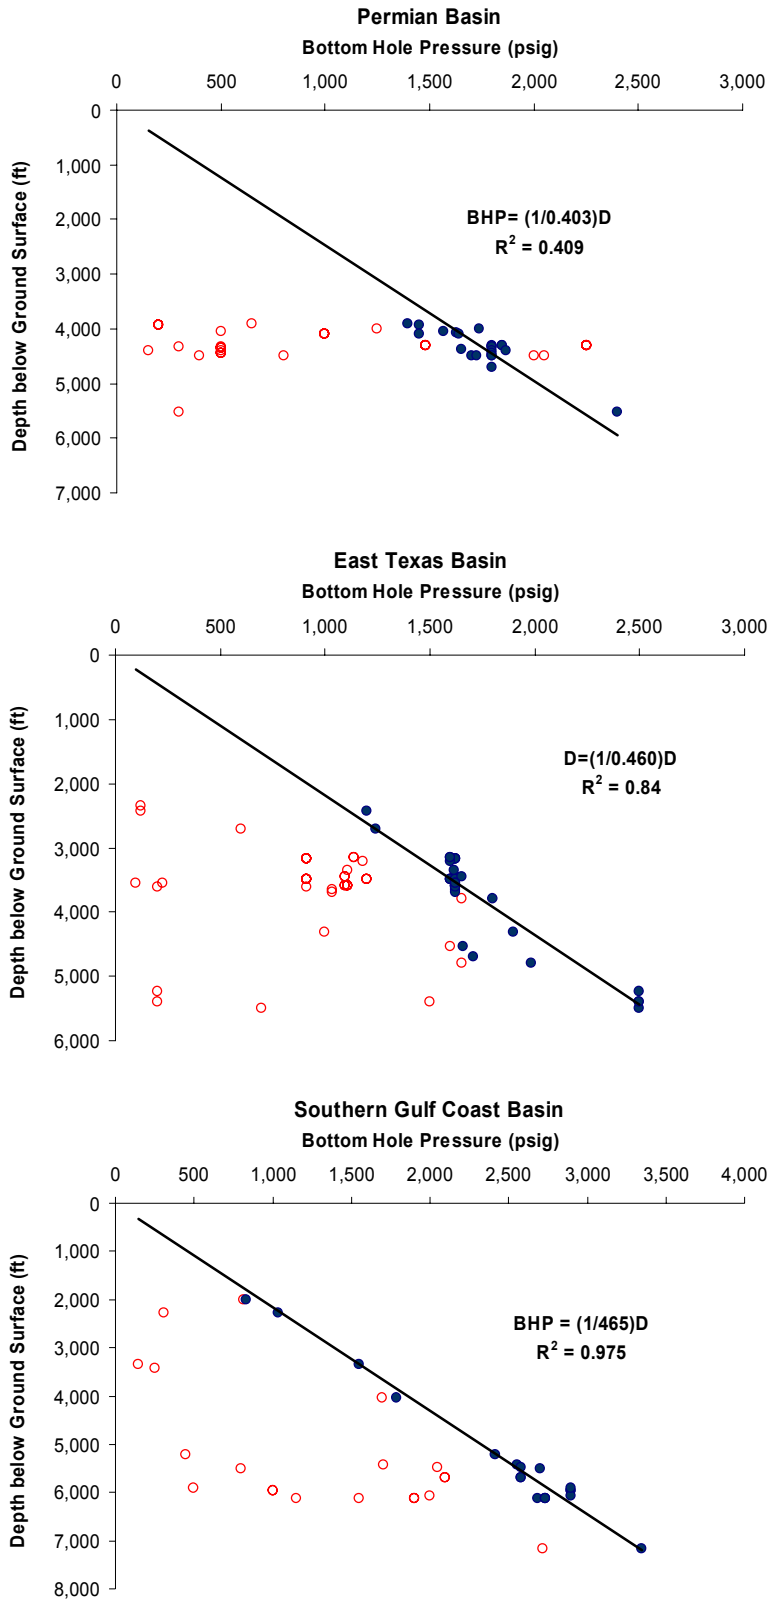 Permian Basin
Bottom Hole Pressure (psig)
0 500 1,000 1,500 2,000 2,500 3,000
Depth below Ground Surface (ft)
0
1,000
2,000
3,000
4,000
5,000
6,000
7,000
BHP= (1/0.403)D
R² = 0.409
East Texas Basin
Bottom Hole Pressure (psig)
0 500 1,000 1,500 2,000 2,500 3,000
Depth below Ground Surface (ft)
0
1,000
2,000
3,000
4,000
5,000
6,000
D=(1/0.460)D
R² = 0.84
Southern Gulf Coast Basin
Bottom Hole Pressure (psig)
0 500 1,000 1,500 2,000 2,500 3,000 3,500 4,000
Depth below Ground Surface (ft)
0
1,000
2,000
3,000
4,000
5,000
6,000
7,000
8,000
BHP = (1/465)D
R² = 0.975